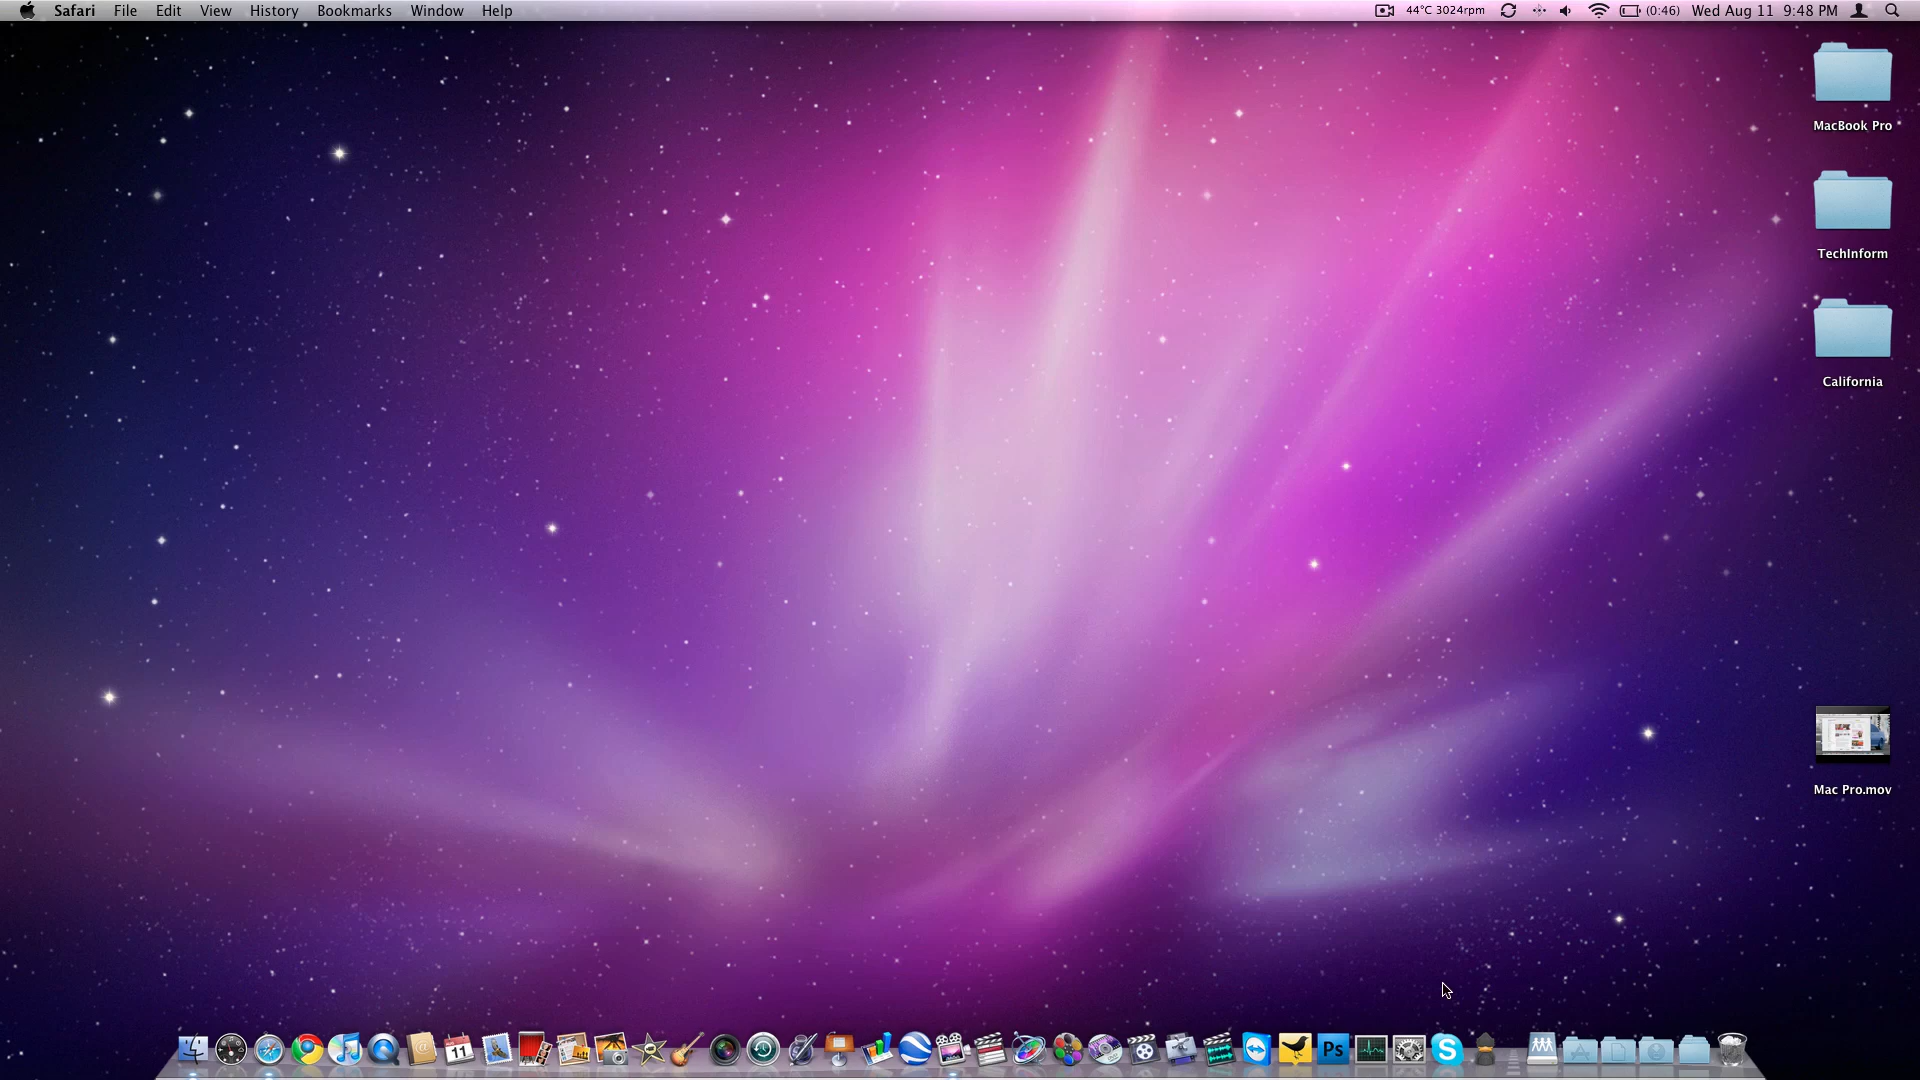 Safari File Edit View History Bookmarks Window Help 44°C 3024rpm (0:46) Wed Aug 11 9:48 PM
MacBook Pro
TechInform
California
Mac Pro.mov
11
Ps